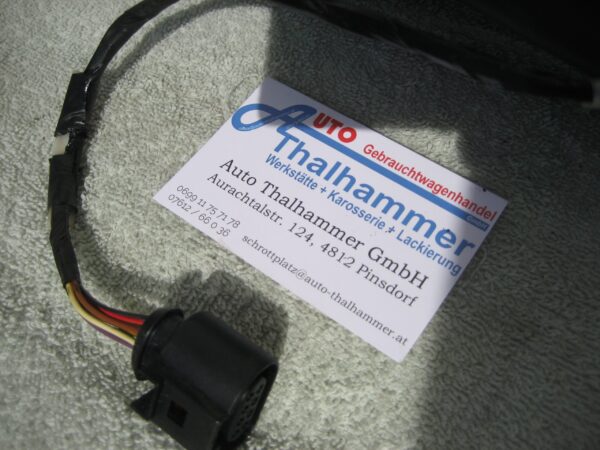 AUTO Gebrauchtwagenhandel
Thalhammer GmbH
Werkstätte + Karosserie + Lackierung
Auto Thalhammer GmbH
Aurachtalstr. 124, 4812 Pinsdorf
0699 11 75 71 78
07612 / 66 0 36
schrottplatz@auto-thalhammer.at